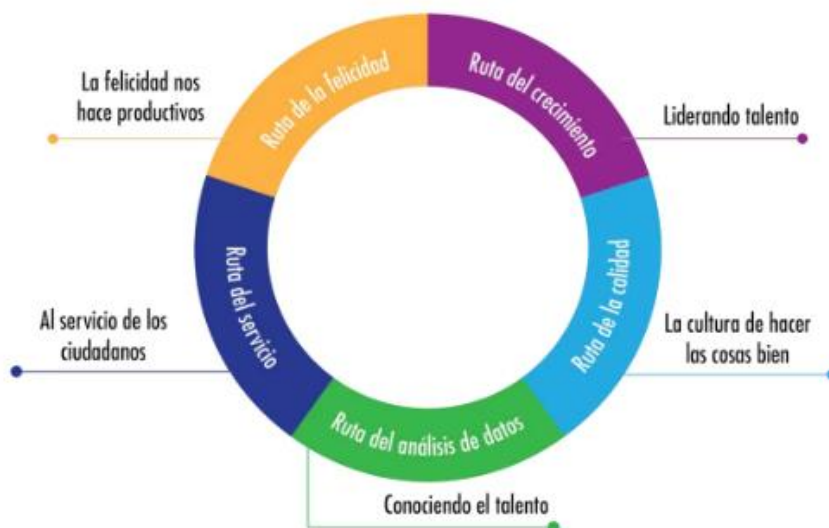 La felicidad nos
hace productivos
Ruta de la felicidad
Ruta del crecimiento
Liderando talento
Ruta del servicio
Al servicio de los
ciudadanos
Ruta de la calidad
La cultura de hacer
las cosas bien
Ruta del análisis de datos
Conociendo el talento